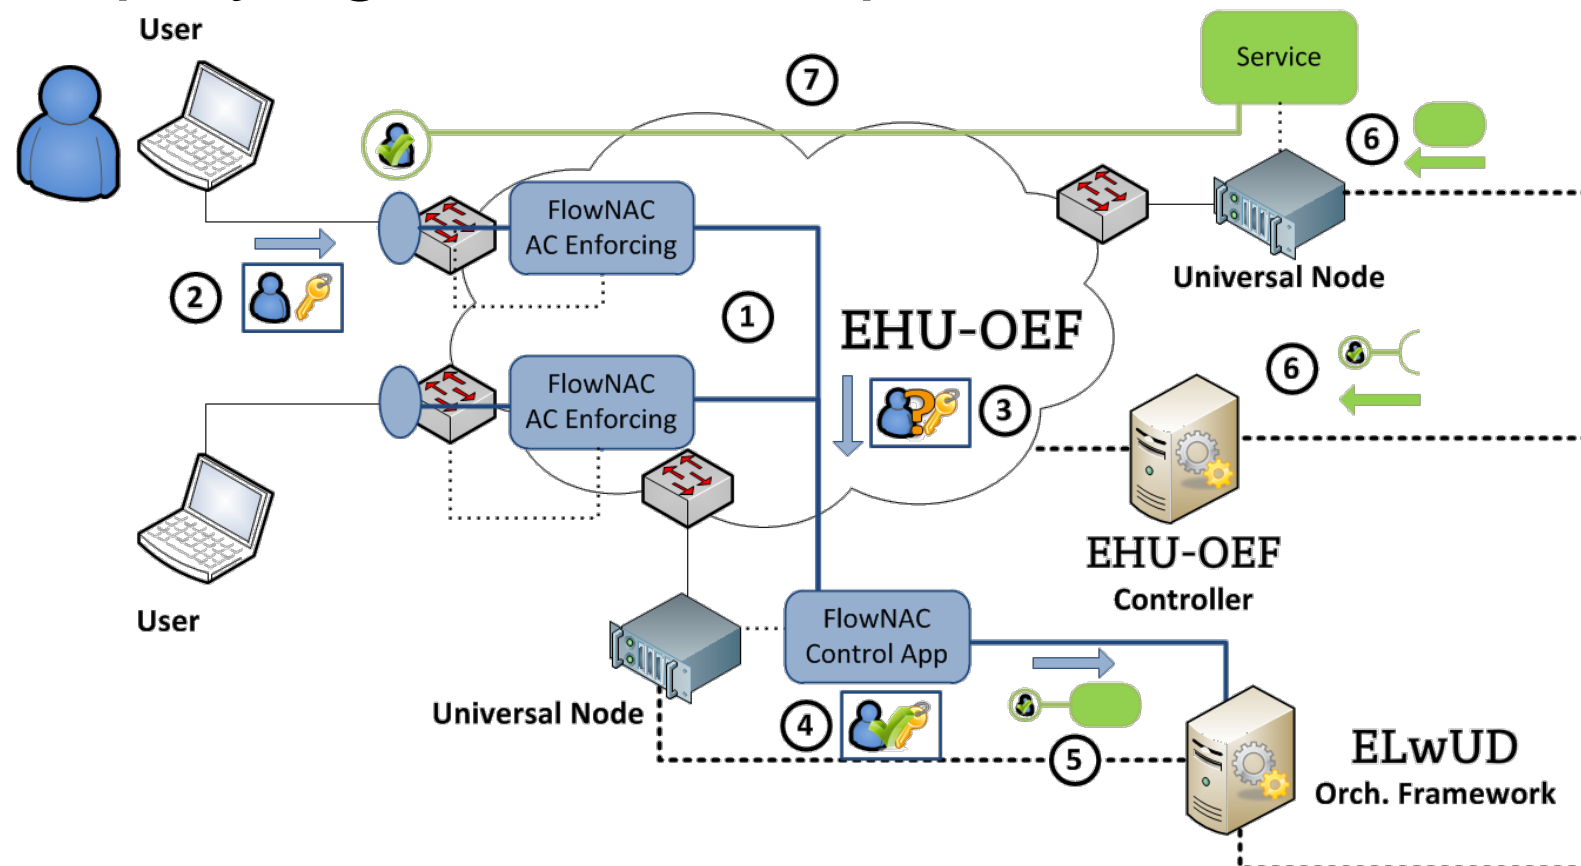 User
7
Service
6
FlowNAC
AC Enforcing
2
Universal Node
1
EHU-OEF
6
FlowNAC
AC Enforcing
3
EHU-OEF
Controller
User
FlowNAC
Control App
Universal Node
4
5
ELwUD
Orch. Framework